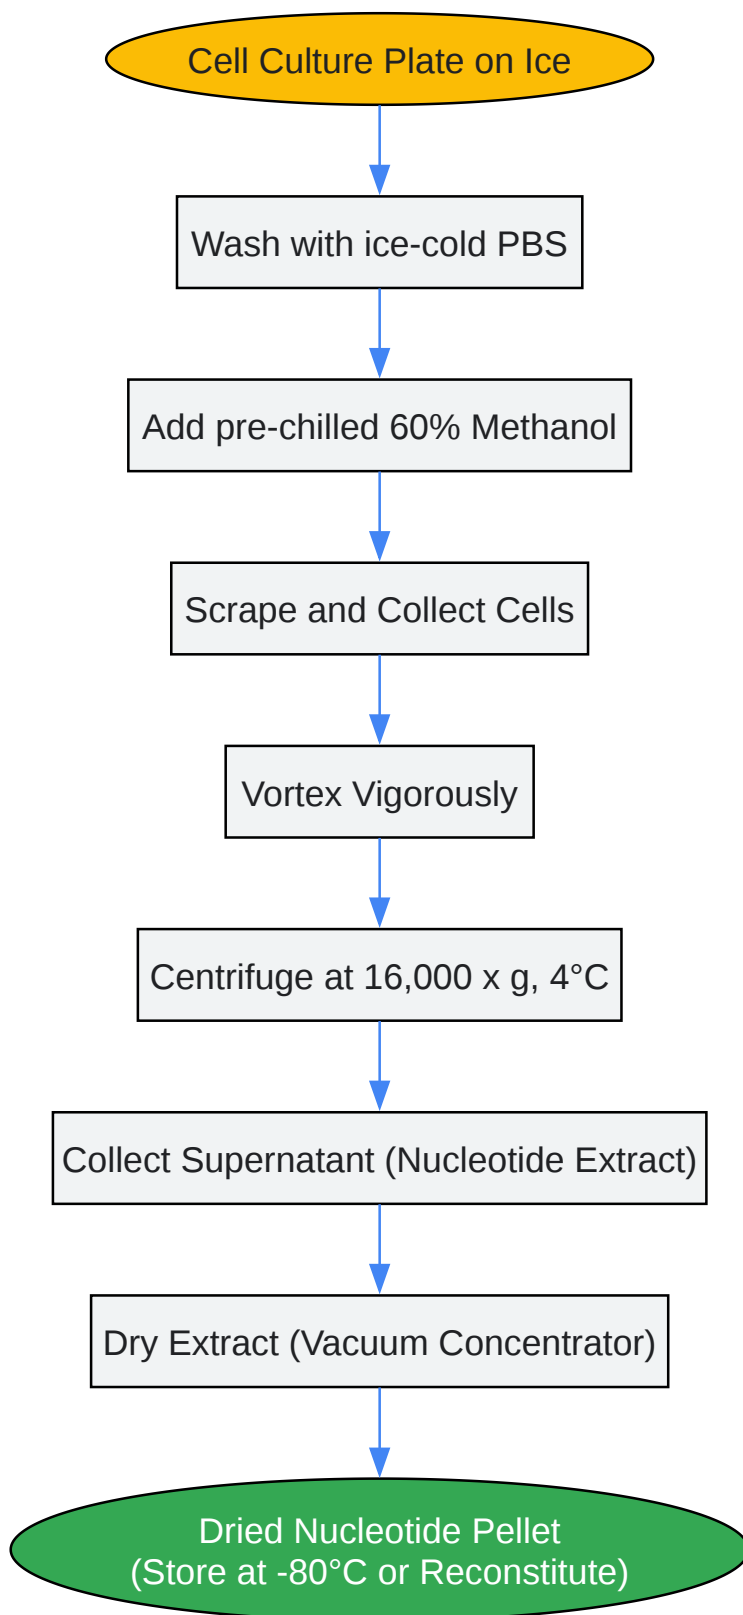 Cell Culture Plate on Ice
Wash with ice-cold PBS
Add pre-chilled 60% Methanol
Scrape and Collect Cells
Vortex Vigorously
Centrifuge at 16,000 x g, 4°C
Collect Supernatant (Nucleotide Extract)
Dry Extract (Vacuum Concentrator)
Dried Nucleotide Pellet
(Store at -80°C or Reconstitute)